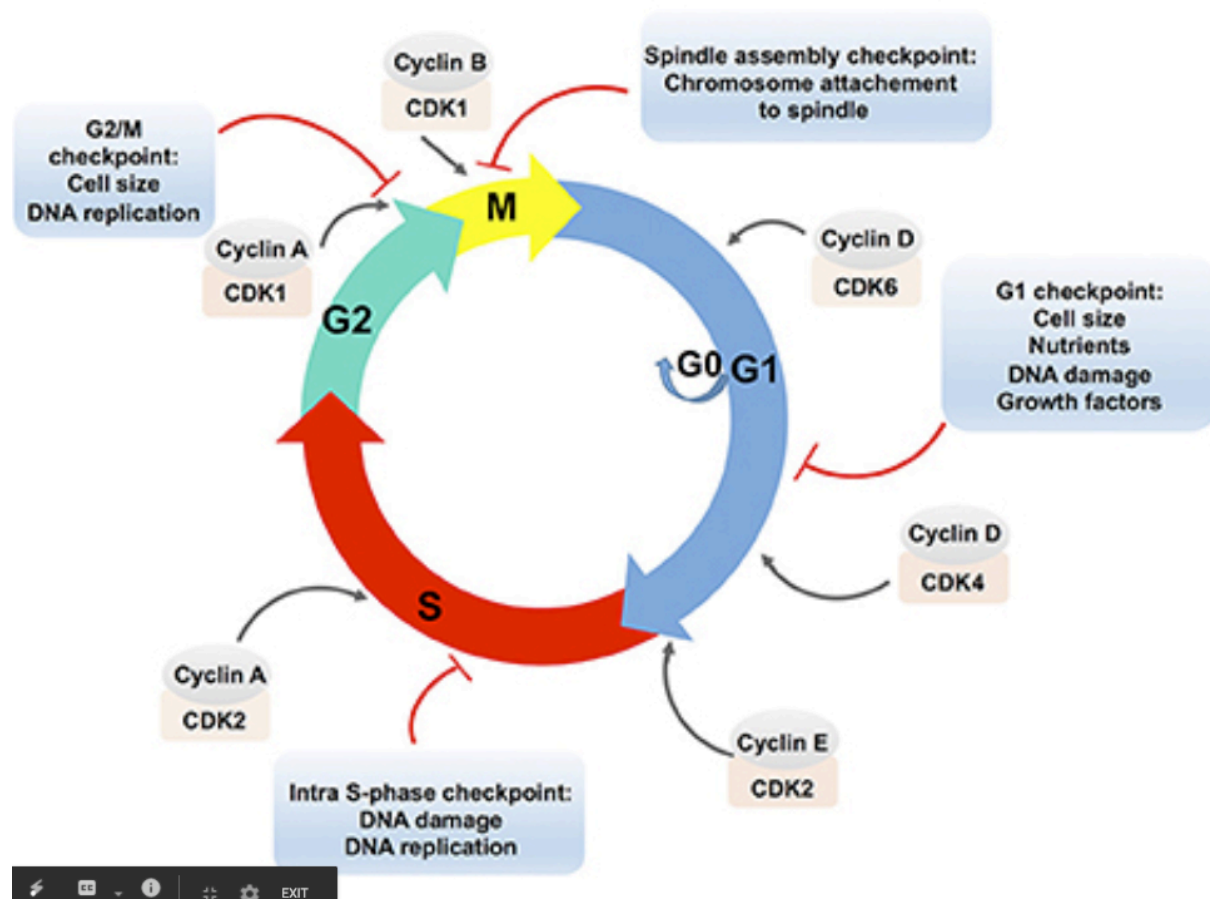 Cyclin B
CDK1
Spindle assembly checkpoint:
Chromosome attachement
to spindle
G2/M
checkpoint:
Cell size
DNA replication
M
Cyclin A
CDK1
Cyclin D
CDK6
G2
G0
G1
G1 checkpoint:
Cell size
Nutrients
DNA damage
Growth factors
Cyclin D
CDK4
S
Cyclin A
CDK2
Cyclin E
CDK2
Intra S-phase checkpoint:
DNA damage
DNA replication
CC
EXIT